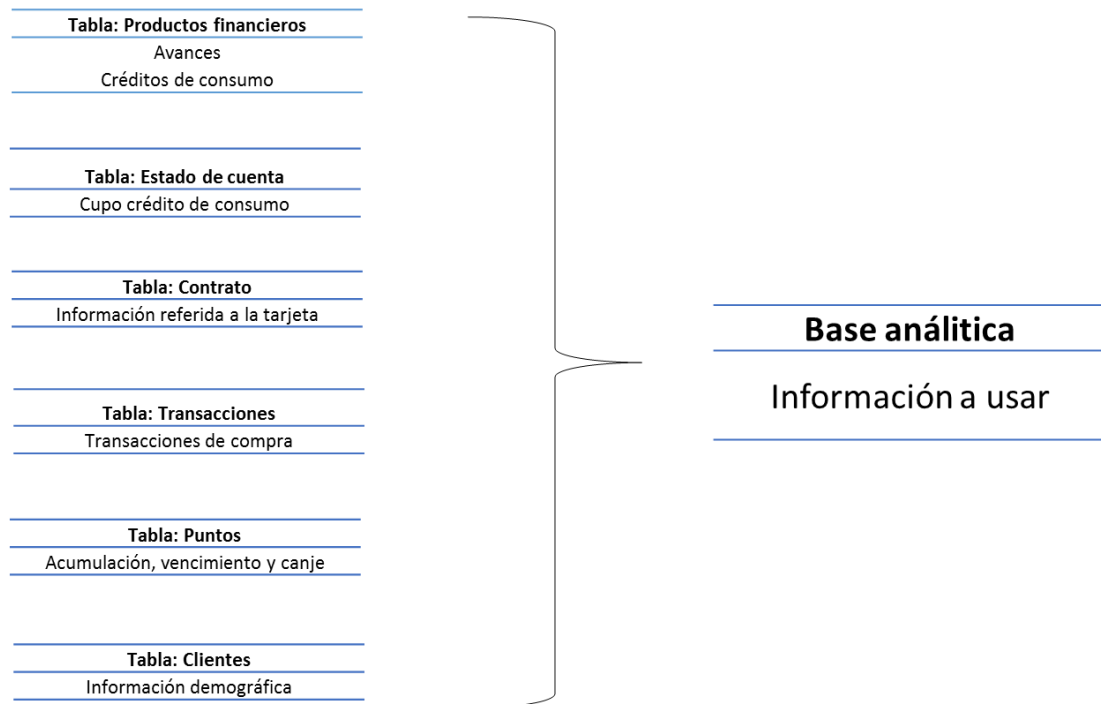 Tabla: Productos financieros
Avances
Créditos de consumo
Tabla: Estado de cuenta
Cupo crédito de consumo
Tabla: Contrato
Información referida a la tarjeta
Tabla: Transacciones
Transacciones de compra
Tabla: Puntos
Acumulación, vencimiento y canje
Tabla: Clientes
Información demográfica
Base análitica
Información a usar